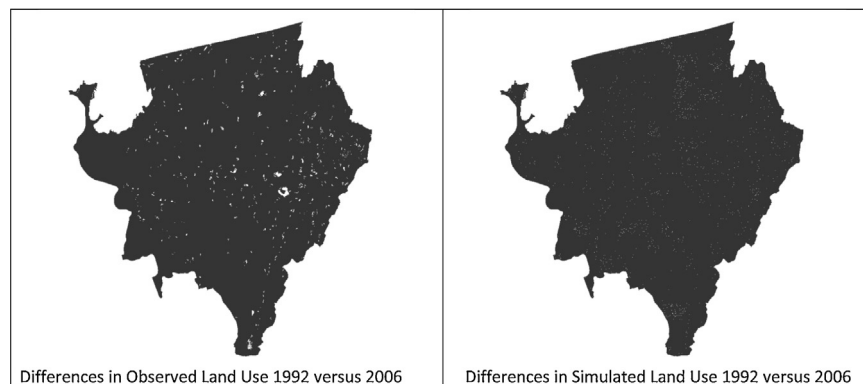 Differences in Observed Land Use 1992 versus 2006
Differences in Simulated Land Use 1992 versus 2006